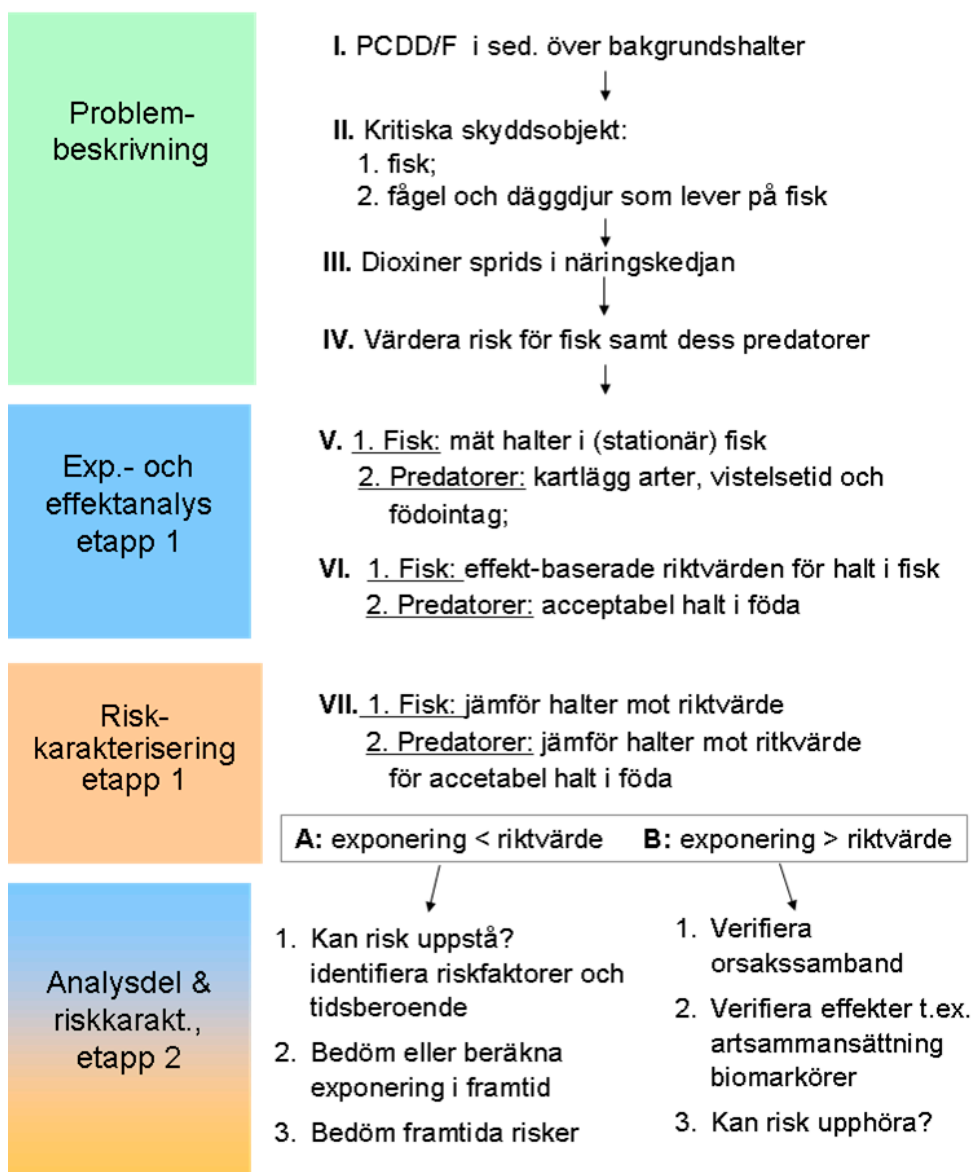 Problem-
beskrivning
I. PCDD/F i sed. över bakgrundshalter
II. Kritiska skyddsobjekt:
1. fisk;
2. fågel och däggdjur som lever på fisk
III. Dioxiner sprids i näringskedjan
IV. Värdera risk för fisk samt dess predatorer
Exp.- och
effektanalys
etapp 1
V. 1. Fisk: mät halter i (stationär) fisk
2. Predatorer: kartlägg arter, vistelsetid och
födointag;
VI. 1. Fisk: effekt-baserade riktvärden för halt i fisk
2. Predatorer: acceptabel halt i föda
Risk-
karakterisering
etapp 1
VII. 1. Fisk: jämför halter mot riktvärde
2. Predatorer: jämför halter mot ritkvärde
för accetabel halt i föda
A: exponering < riktvärde B: exponering > riktvärde
Analysdel &
riskkarakt.,
etapp 2
1. Kan risk uppstå?
identifiera riskfaktorer och
tidsberoende
2. Bedöm eller beräkna
exponering i framtid
3. Bedöm framtida risker
1. Verifiera
orsakssamband
2. Verifiera effekter t.ex.
artsammansättning
biomarkörer
3. Kan risk upphöra?